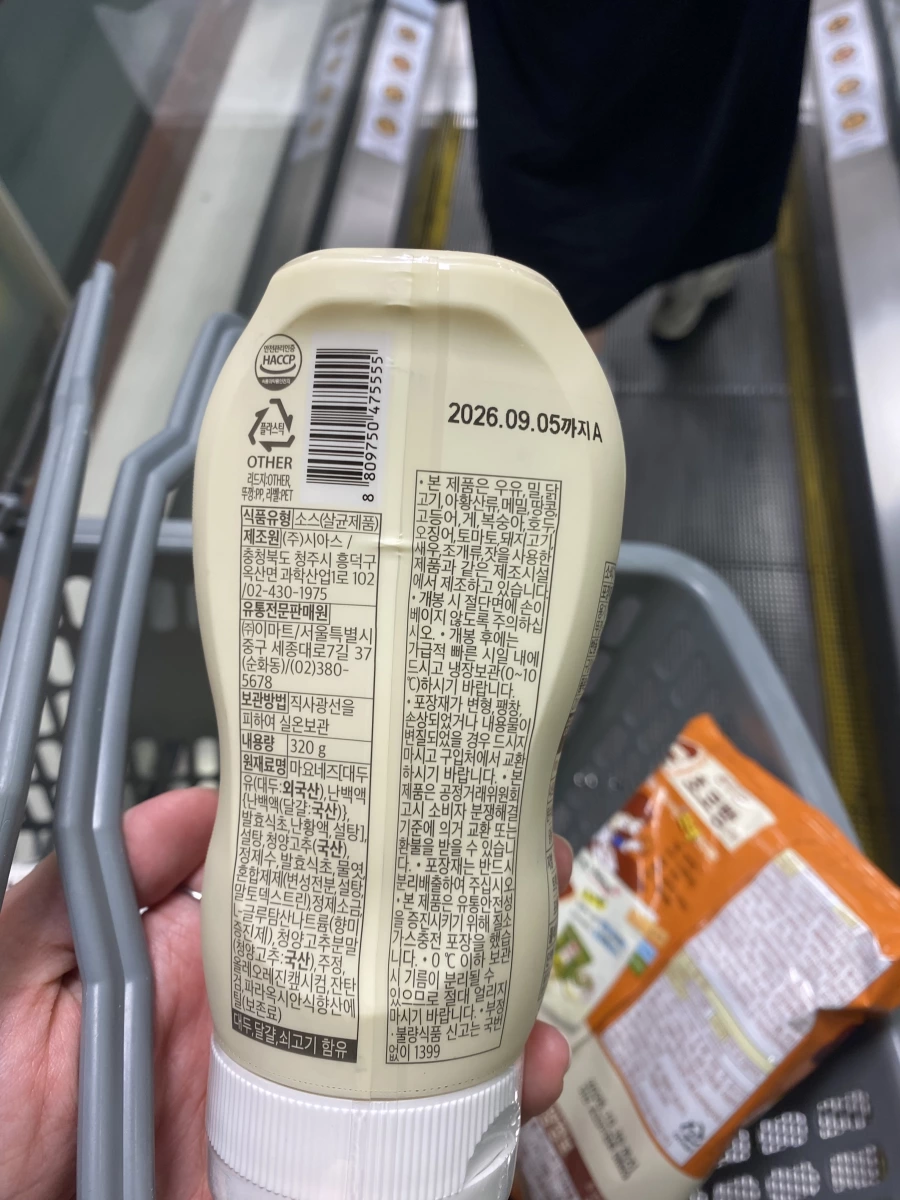 안전관리인증
HACCP
식품의약품안전처
플라스틱
OTHER
리드지:OTHER,
뚜껑:PP, 라벨:PET
8 809750 475555
2026.09.05까지A
식품유형 소스(살균제품)
제조원 (주)시아스 /
충청북도 청주시 흥덕구
옥산면 과학산업1로 102
/02-430-1975
유통전문판매원
㈜이마트/서울특별시
중구 세종대로7길 37
(순화동)/(02)380-
5678
보관방법 직사광선을
피하여 실온보관
내용량 320 g
원재료명 마요네즈[대두
유(대두:외국산), 난백액
{난백액(달걀:국산)},
발효식초, 난황액, 설탕],
설탕, 청양고추(국산),
정제수, 발효식초, 물엿,
혼합제제(변성전분, 설탕,
말토덱스트린), 정제소금,
L-글루탐산나트륨(향미
증진제), 청양고추분말
(청양고추:국산), 주정,
올레오레진캪시컴, 잔탄
검, 파라옥시안식향산에
틸(보존료)
대두, 달걀, 쇠고기 함유
• 본 제품은 우유, 밀, 닭
고기, 아황산류, 메밀, 땅콩,
고등어, 게, 복숭아, 호두,
오징어, 토마토, 돼지고기,
새우, 조개류, 잣을 사용한
제품과 같은 제조시설
에서 제조하고 있습니다.
• 개봉 시 절단면에 손이
베이지 않도록 주의하십
시오. • 개봉 후에는
가급적 빠른 시일 내에
드시고 냉장보관(0~10
℃)하시기 바랍니다.
• 포장재가 변형, 팽창,
손상되었거나 내용물이
변질되었을 경우 드시지
마시고 구입처에서 교환
하시기 바랍니다. • 본
제품은 공정거래위원회
고시 소비자 분쟁해결
기준에 의거 교환 또는
환불을 받을 수 있습니
다. • 포장재는 반드시
분리배출하여 주십시오.
• 본 제품은 유통안전성
을 증진시키기 위해 질소
가스충전 포장을 했습
니다. • 0 ℃ 이하 보관
시 기름이 분리될 수
있으므로 절대 얼리지
마시기 바랍니다. • 부정
·불량식품 신고는 국번
없이 1399